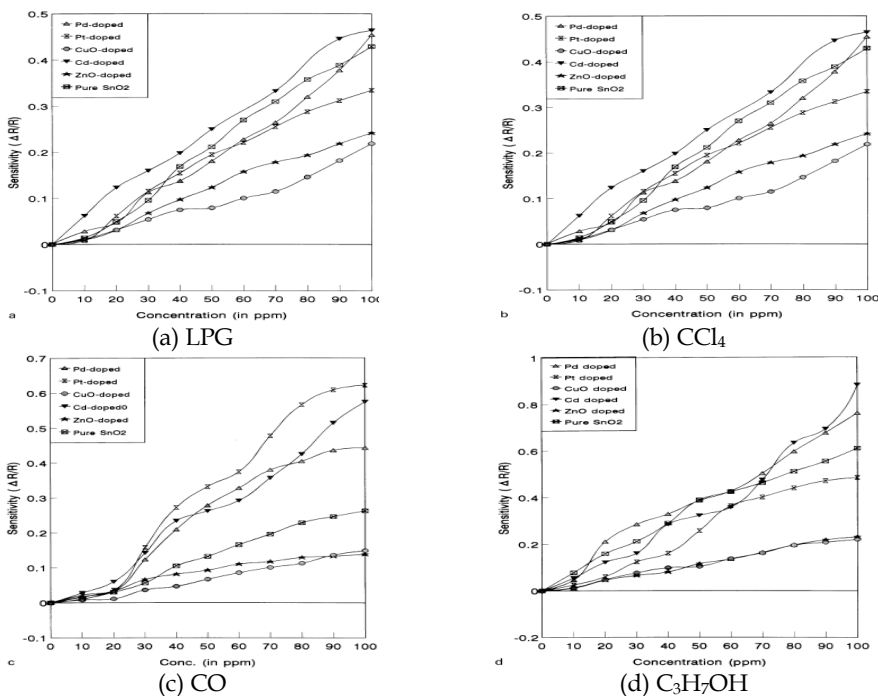 0.5
0.4
0.3
0.2
0.1
0
-0.1
Sensitivity (ΔR/R)
Pd-doped
Pt-doped
CuO-doped
Cd-doped
ZnO-doped
Pure SnO2
0 10 20 30 40 50 60 70 80 90 100
Concentration (in ppm)
a
(a) LPG
0.5
0.4
0.3
0.2
0.1
0
-0.1
Sensitivity (ΔR/R)
Pd-doped
Pt-doped
CuO-doped
Cd-doped
ZnO-doped
Pure SnO2
0 10 20 30 40 50 60 70 80 90 100
Concentration (in ppm)
b
(b) CCl₄
0.7
0.6
0.5
0.4
0.3
0.2
0.1
0
-0.1
Sensitivity (ΔR/R)
Pd-doped
Pt-doped
CuO-doped
Cd-doped0
ZnO-doped
Pure SnO2
0 10 20 30 40 50 60 70 80 90 100
Conc. (in ppm)
c
(c) CO
1
0.8
0.6
0.4
0.2
0
-0.2
Sensitivity (ΔR/R)
Pd doped
Pt doped
CuO doped
Cd doped
ZnO doped
Pure SNO2
0 10 20 30 40 50 60 70 80 90 100
Concentration (in ppm)
d
(d) C₃H₇OH